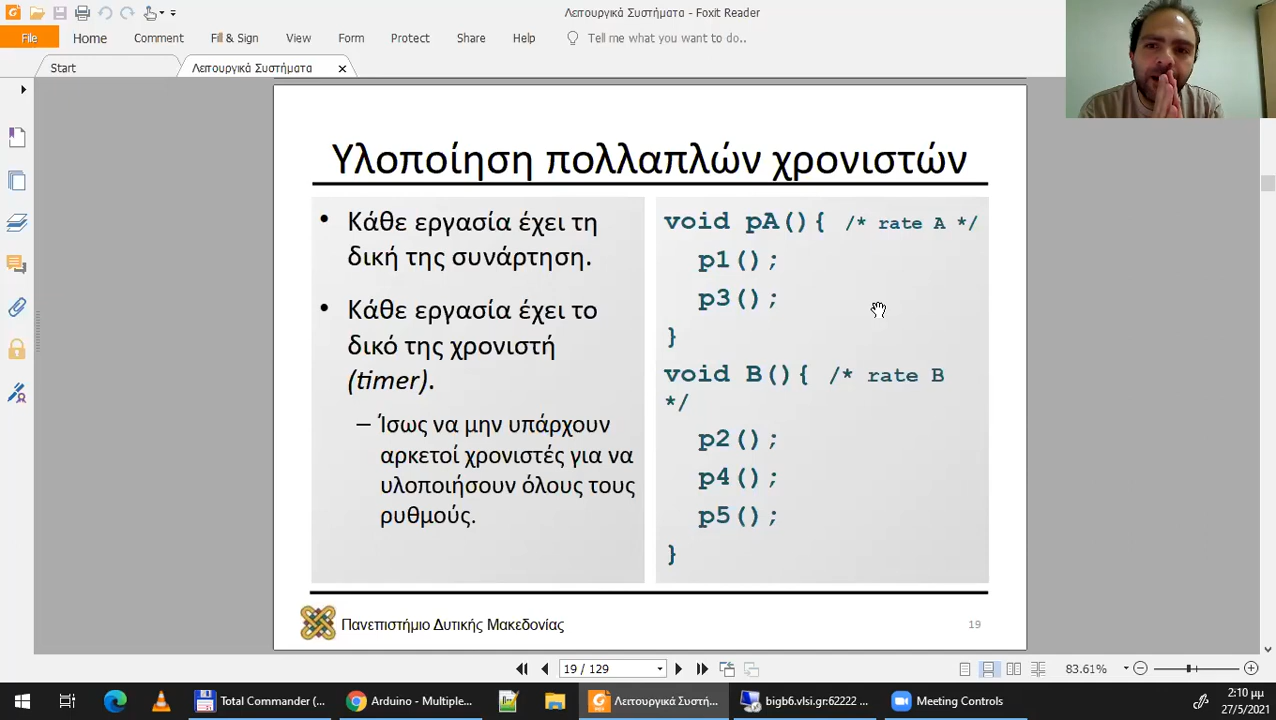 Λειτουργικά Συστήματα - Foxit Reader
File Home Comment Fill & Sign View Form Protect Share Help Tell me what you want to do..
Start Λειτουργικά Συστήματα
Υλοποίηση πολλαπλών χρονιστών
• Κάθε εργασία έχει τη
δική της συνάρτηση.
• Κάθε εργασία έχει το
δικό της χρονιστή
(timer).
– Ίσως να μην υπάρχουν
αρκετοί χρονιστές για να
υλοποιήσουν όλους τους
ρυθμούς.
void pA(){ /* rate A */
p1();
p3();
}
void B(){ /* rate B
*/
p2();
p4();
p5();
}
Πανεπιστήμιο Δυτικής Μακεδονίας
19
19 / 129
83.61%
Total Commander (...
Arduino - Multiple...
Λειτουργικά Συστή...
bigb6.vlsi.gr:62222 ...
Meeting Controls
2:10 μμ
27/5/2021